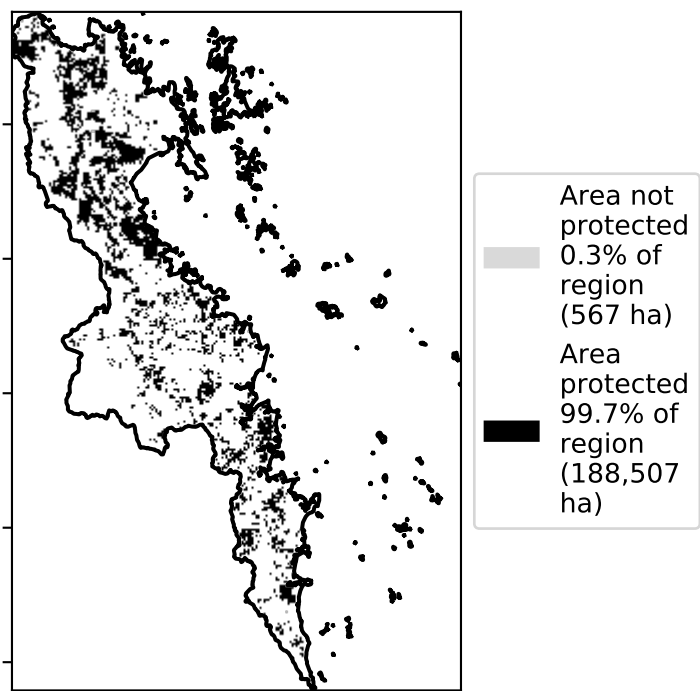 Area not
protected
0.3% of
region
(567 ha)
Area
protected
99.7% of
region
(188,507
ha)